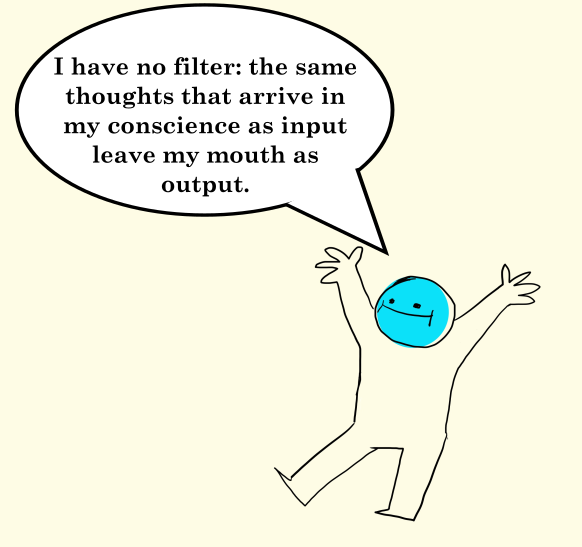 I have no filter: the same
thoughts that arrive in
my conscience as input
leave my mouth as
output.